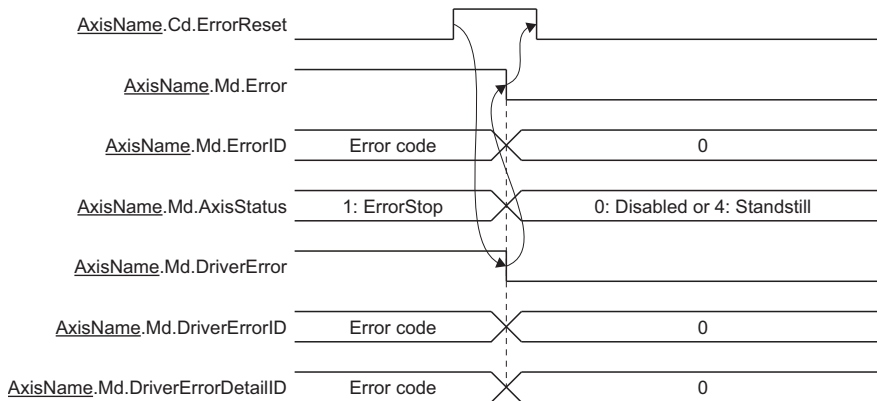 AxisName.Cd.ErrorReset
AxisName.Md.Error
AxisName.Md.ErrorID Error code 0
AxisName.Md.AxisStatus 1: ErrorStop 0: Disabled or 4: Standstill
AxisName.Md.DriverError
AxisName.Md.DriverErrorID Error code 0
AxisName.Md.DriverErrorDetailID Error code 0